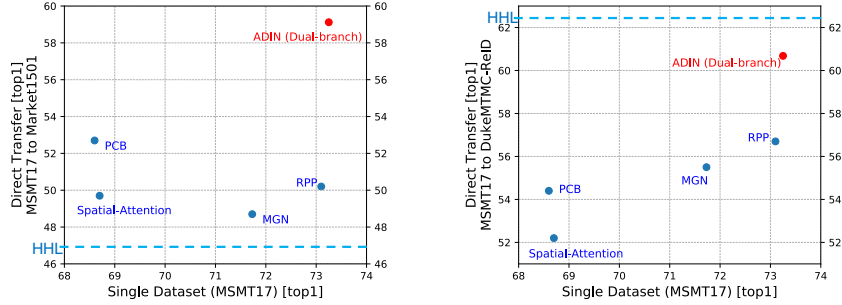 Direct Transfer [top1]
MSMT17 to Market1501
60
58
56
54
52
50
48
46
60
58
56
54
52
50
48
46
ADIN (Dual-branch)
PCB
RPP
Spatial-Attention
MGN
HHL
68 69 70 71 72 73 74
Single Dataset (MSMT17) [top1]
Direct Transfer [top1]
MSMT17 to DukeMTMC-ReID
HHL
62
60
58
56
54
52
62
60
58
56
54
52
ADIN (Dual-branch)
RPP
MGN
PCB
Spatial-Attention
68 69 70 71 72 73 74
Single Dataset (MSMT17) [top1]